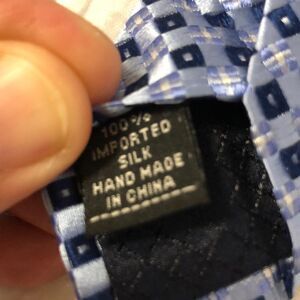 100%
IMPORTED
SILK
HAND MADE
IN CHINA